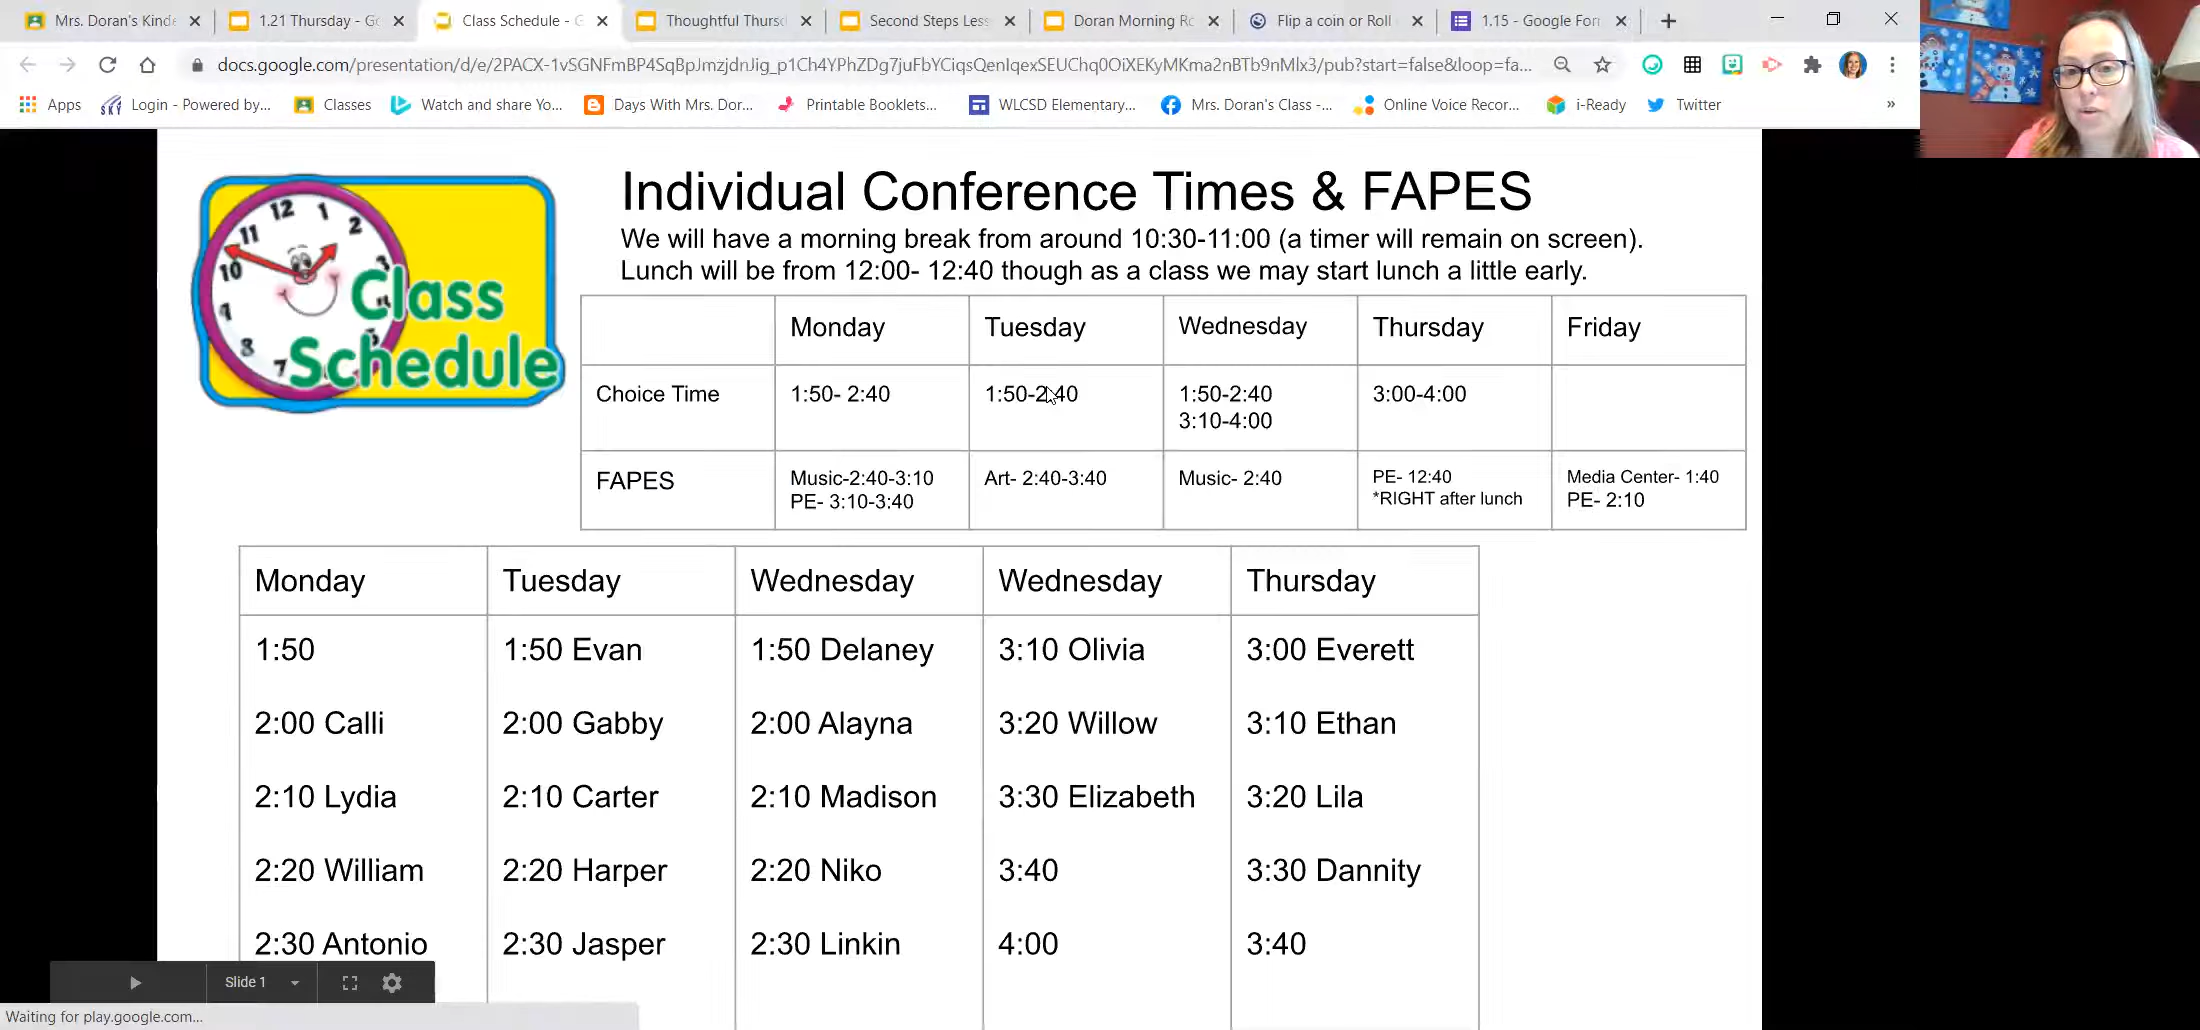 Mrs. Doran's Kinde
1.21 Thursday - Go
Class Schedule - G
Thoughtful Thursd
Second Steps Less
Doran Morning Ro
Flip a coin or Roll
1.15 - Google For
docs.google.com/presentation/d/e/2PACX-1vSGNFmBP4SqBpJmzjdnJig_p1Ch4YPhZDg7juFbYCiqsQenIqexSEUChq0OiXEKyMKma2nBTb9nMlx3/pub?start=false&loop=fa...
Apps
Login - Powered by...
Classes
Watch and share Yo...
Days With Mrs. Dor...
Printable Booklets...
WLCSD Elementary...
Mrs. Doran's Class -...
Online Voice Recor...
i-Ready
Twitter
»
Class
Schedule
12 1 2 3 7 8 9 10 11
Individual Conference Times & FAPES
We will have a morning break from around 10:30-11:00 (a timer will remain on screen).
Lunch will be from 12:00- 12:40 though as a class we may start lunch a little early.
Monday Tuesday Wednesday Thursday Friday
Choice Time 1:50- 2:40 1:50-2:40 1:50-2:40 3:00-4:00
3:10-4:00
FAPES Music-2:40-3:10 Art- 2:40-3:40 Music- 2:40 PE- 12:40 Media Center- 1:40
PE- 3:10-3:40 *RIGHT after lunch PE- 2:10
Monday Tuesday Wednesday Wednesday Thursday
1:50 1:50 Evan 1:50 Delaney 3:10 Olivia 3:00 Everett
2:00 Calli 2:00 Gabby 2:00 Alayna 3:20 Willow 3:10 Ethan
2:10 Lydia 2:10 Carter 2:10 Madison 3:30 Elizabeth 3:20 Lila
2:20 William 2:20 Harper 2:20 Niko 3:40 3:30 Dannity
2:30 Antonio 2:30 Jasper 2:30 Linkin 4:00 3:40
Slide 1
Waiting for play.google.com...